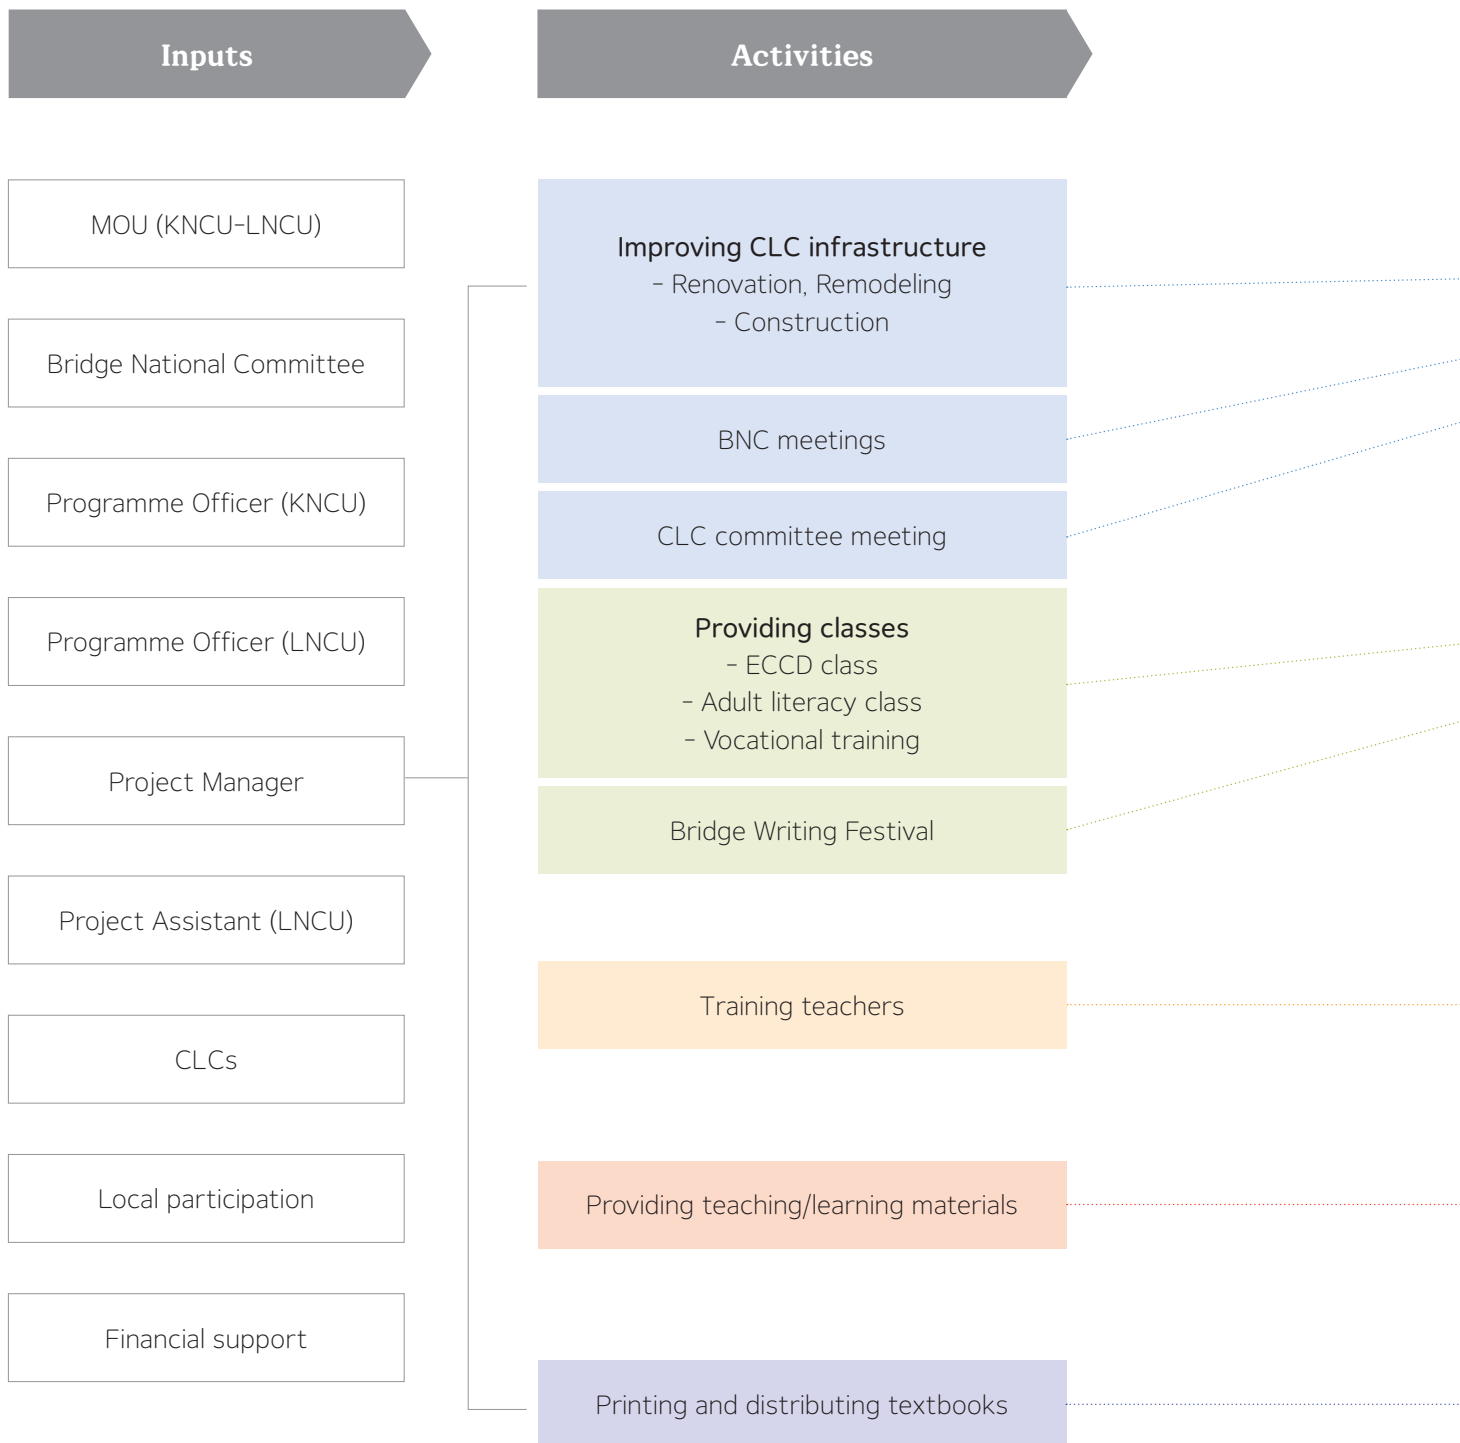 Inputs
Activities
MOU (KNCU-LNCU)
Bridge National Committee
Programme Officer (KNCU)
Programme Officer (LNCU)
Project Manager
Project Assistant (LNCU)
CLCs
Local participation
Financial support
Improving CLC infrastructure
- Renovation, Remodeling
- Construction
BNC meetings
CLC committee meeting
Providing classes
- ECCD class
- Adult literacy class
- Vocational training
Bridge Writing Festival
Training teachers
Providing teaching/learning materials
Printing and distributing textbooks